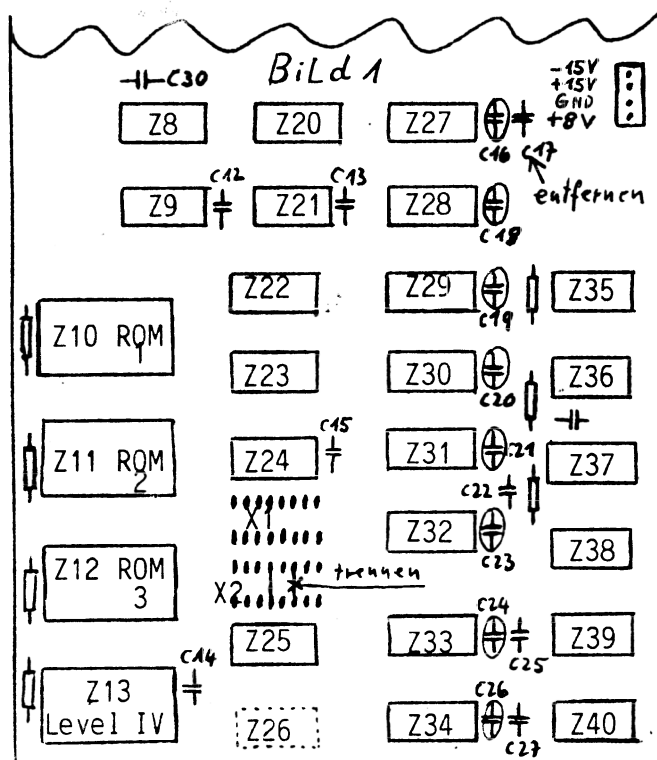 Bild 1
C30
-15V
+15V
GND
+8V
Z8
Z20
Z27
C16
C17
C12
C13
entfernen
Z9
Z21
Z28
C18
Z22
Z29
Z35
C19
Z10 ROM
1
Z23
Z30
Z36
C20
Z11 ROM
2
C15
Z24
Z31
C21
Z37
C22
X1
Z32
C23
Z38
Z12 ROM
3
X2
trennen
Z25
C24
Z33
C25
Z39
C14
Z13
Level IV
Z26
C26
Z34
C27
Z40